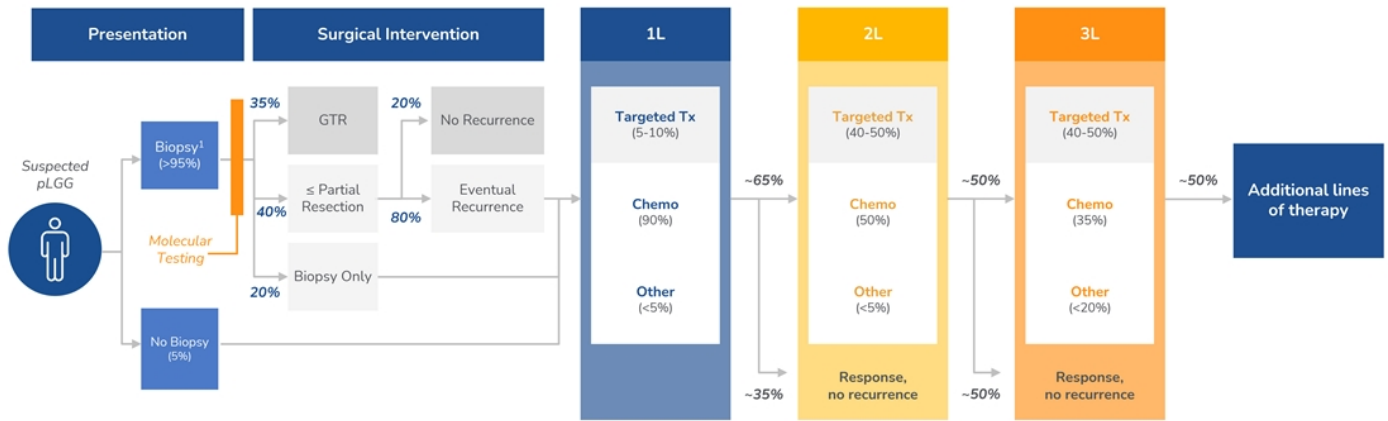 Presentation
Surgical Intervention
1L
2L
3L
Suspected
pLGG
Biopsy1
(>95%)
Molecular
Testing
No Biopsy
(5%)
35%
GTR
20%
No Recurrence
40%
≤ Partial
Resection
80%
Eventual
Recurrence
20%
Biopsy Only
Targeted Tx
(5-10%)
Chemo
(90%)
Other
(<5%)
~65%
~35%
Targeted Tx
(40-50%)
Chemo
(50%)
Other
(<5%)
Response,
no recurrence
~50%
~50%
Targeted Tx
(40-50%)
Chemo
(35%)
Other
(<20%)
Response,
no recurrence
~50%
Additional lines
of therapy